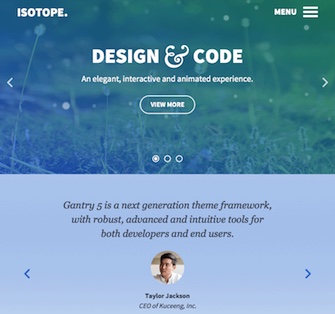 ISOTOPE.
MENU
DESIGN & CODE
An elegant, interactive and animated experience.
VIEW MORE
Gantry 5 is a next generation theme framework,
with robust, advanced and intuitive tools for
both developers and end users.
Taylor Jackson
CEO of Kuceeng, Inc.